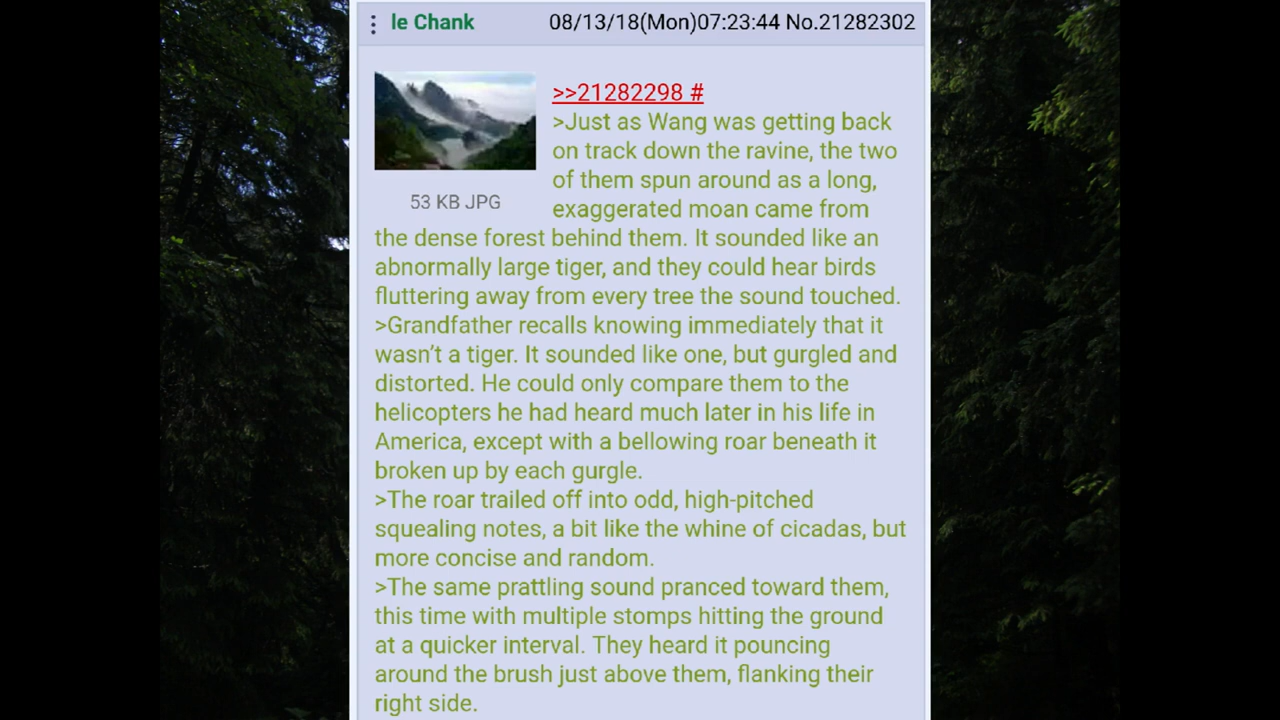 le Chank 08/13/18(Mon)07:23:44 No.21282302
>>21282298 #
>Just as Wang was getting back
on track down the ravine, the two
of them spun around as a long,
53 KB JPG
exaggerated moan came from
the dense forest behind them. It sounded like an
abnormally large tiger, and they could hear birds
fluttering away from every tree the sound touched.
>Grandfather recalls knowing immediately that it
wasn’t a tiger. It sounded like one, but gurgled and
distorted. He could only compare them to the
helicopters he had heard much later in his life in
America, except with a bellowing roar beneath it
broken up by each gurgle.
>The roar trailed off into odd, high-pitched
squealing notes, a bit like the whine of cicadas, but
more concise and random.
>The same prattling sound pranced toward them,
this time with multiple stomps hitting the ground
at a quicker interval. They heard it pouncing
around the brush just above them, flanking their
right side.